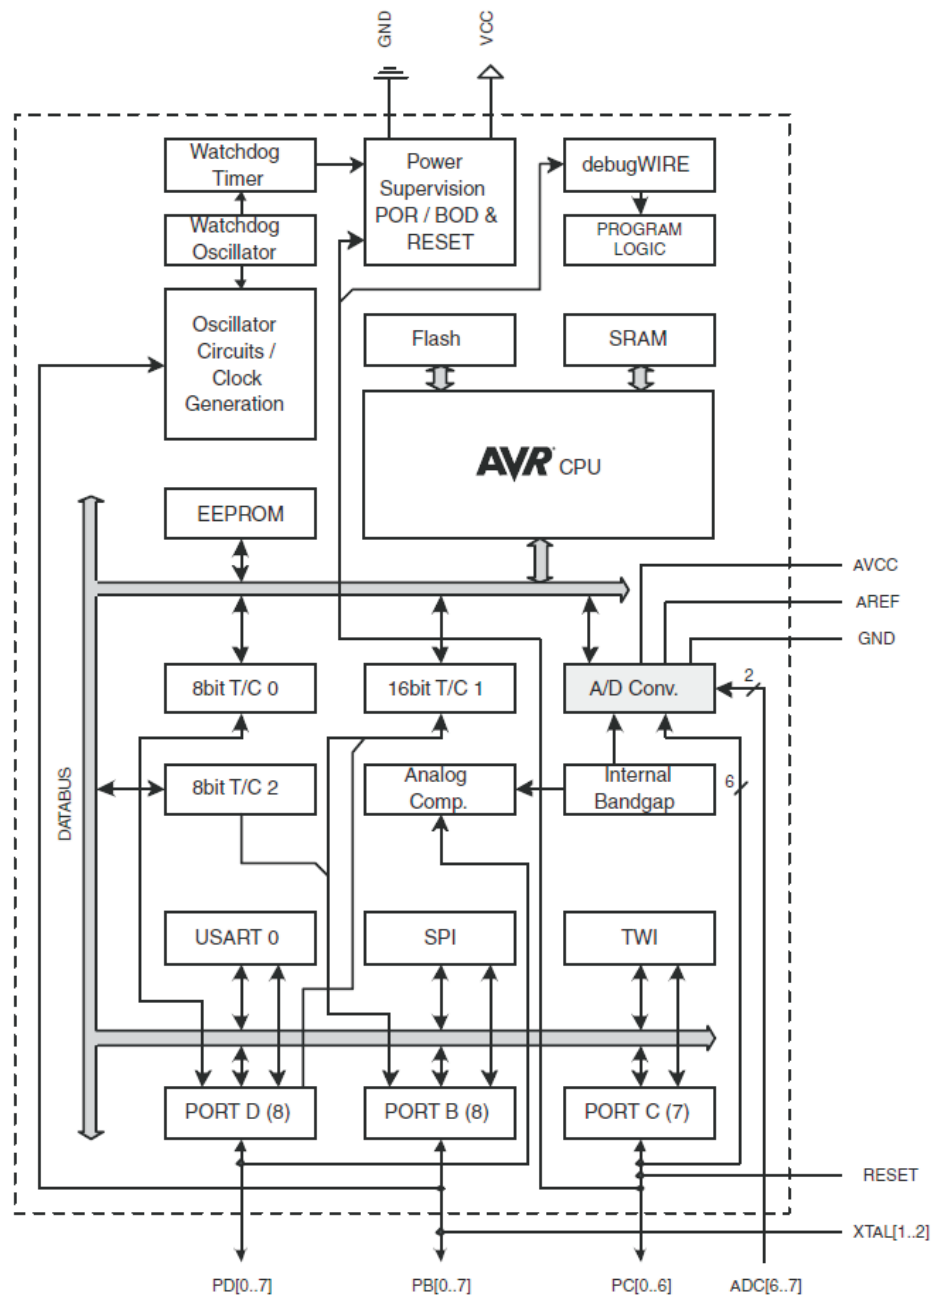 GND
VCC
Watchdog
Timer
Power
Supervision
POR / BOD &
RESET
debugWIRE
Watchdog
Oscillator
PROGRAM
LOGIC
Oscillator
Circuits /
Clock
Generation
Flash
SRAM
AVR CPU
EEPROM
AVCC
AREF
GND
8bit T/C 0
16bit T/C 1
A/D Conv.
2
DATABUS
8bit T/C 2
Analog
Comp.
Internal
Bandgap
6
USART 0
SPI
TWI
PORT D (8)
PORT B (8)
PORT C (7)
RESET
XTAL[1..2]
PD[0..7]
PB[0..7]
PC[0..6]
ADC[6..7]